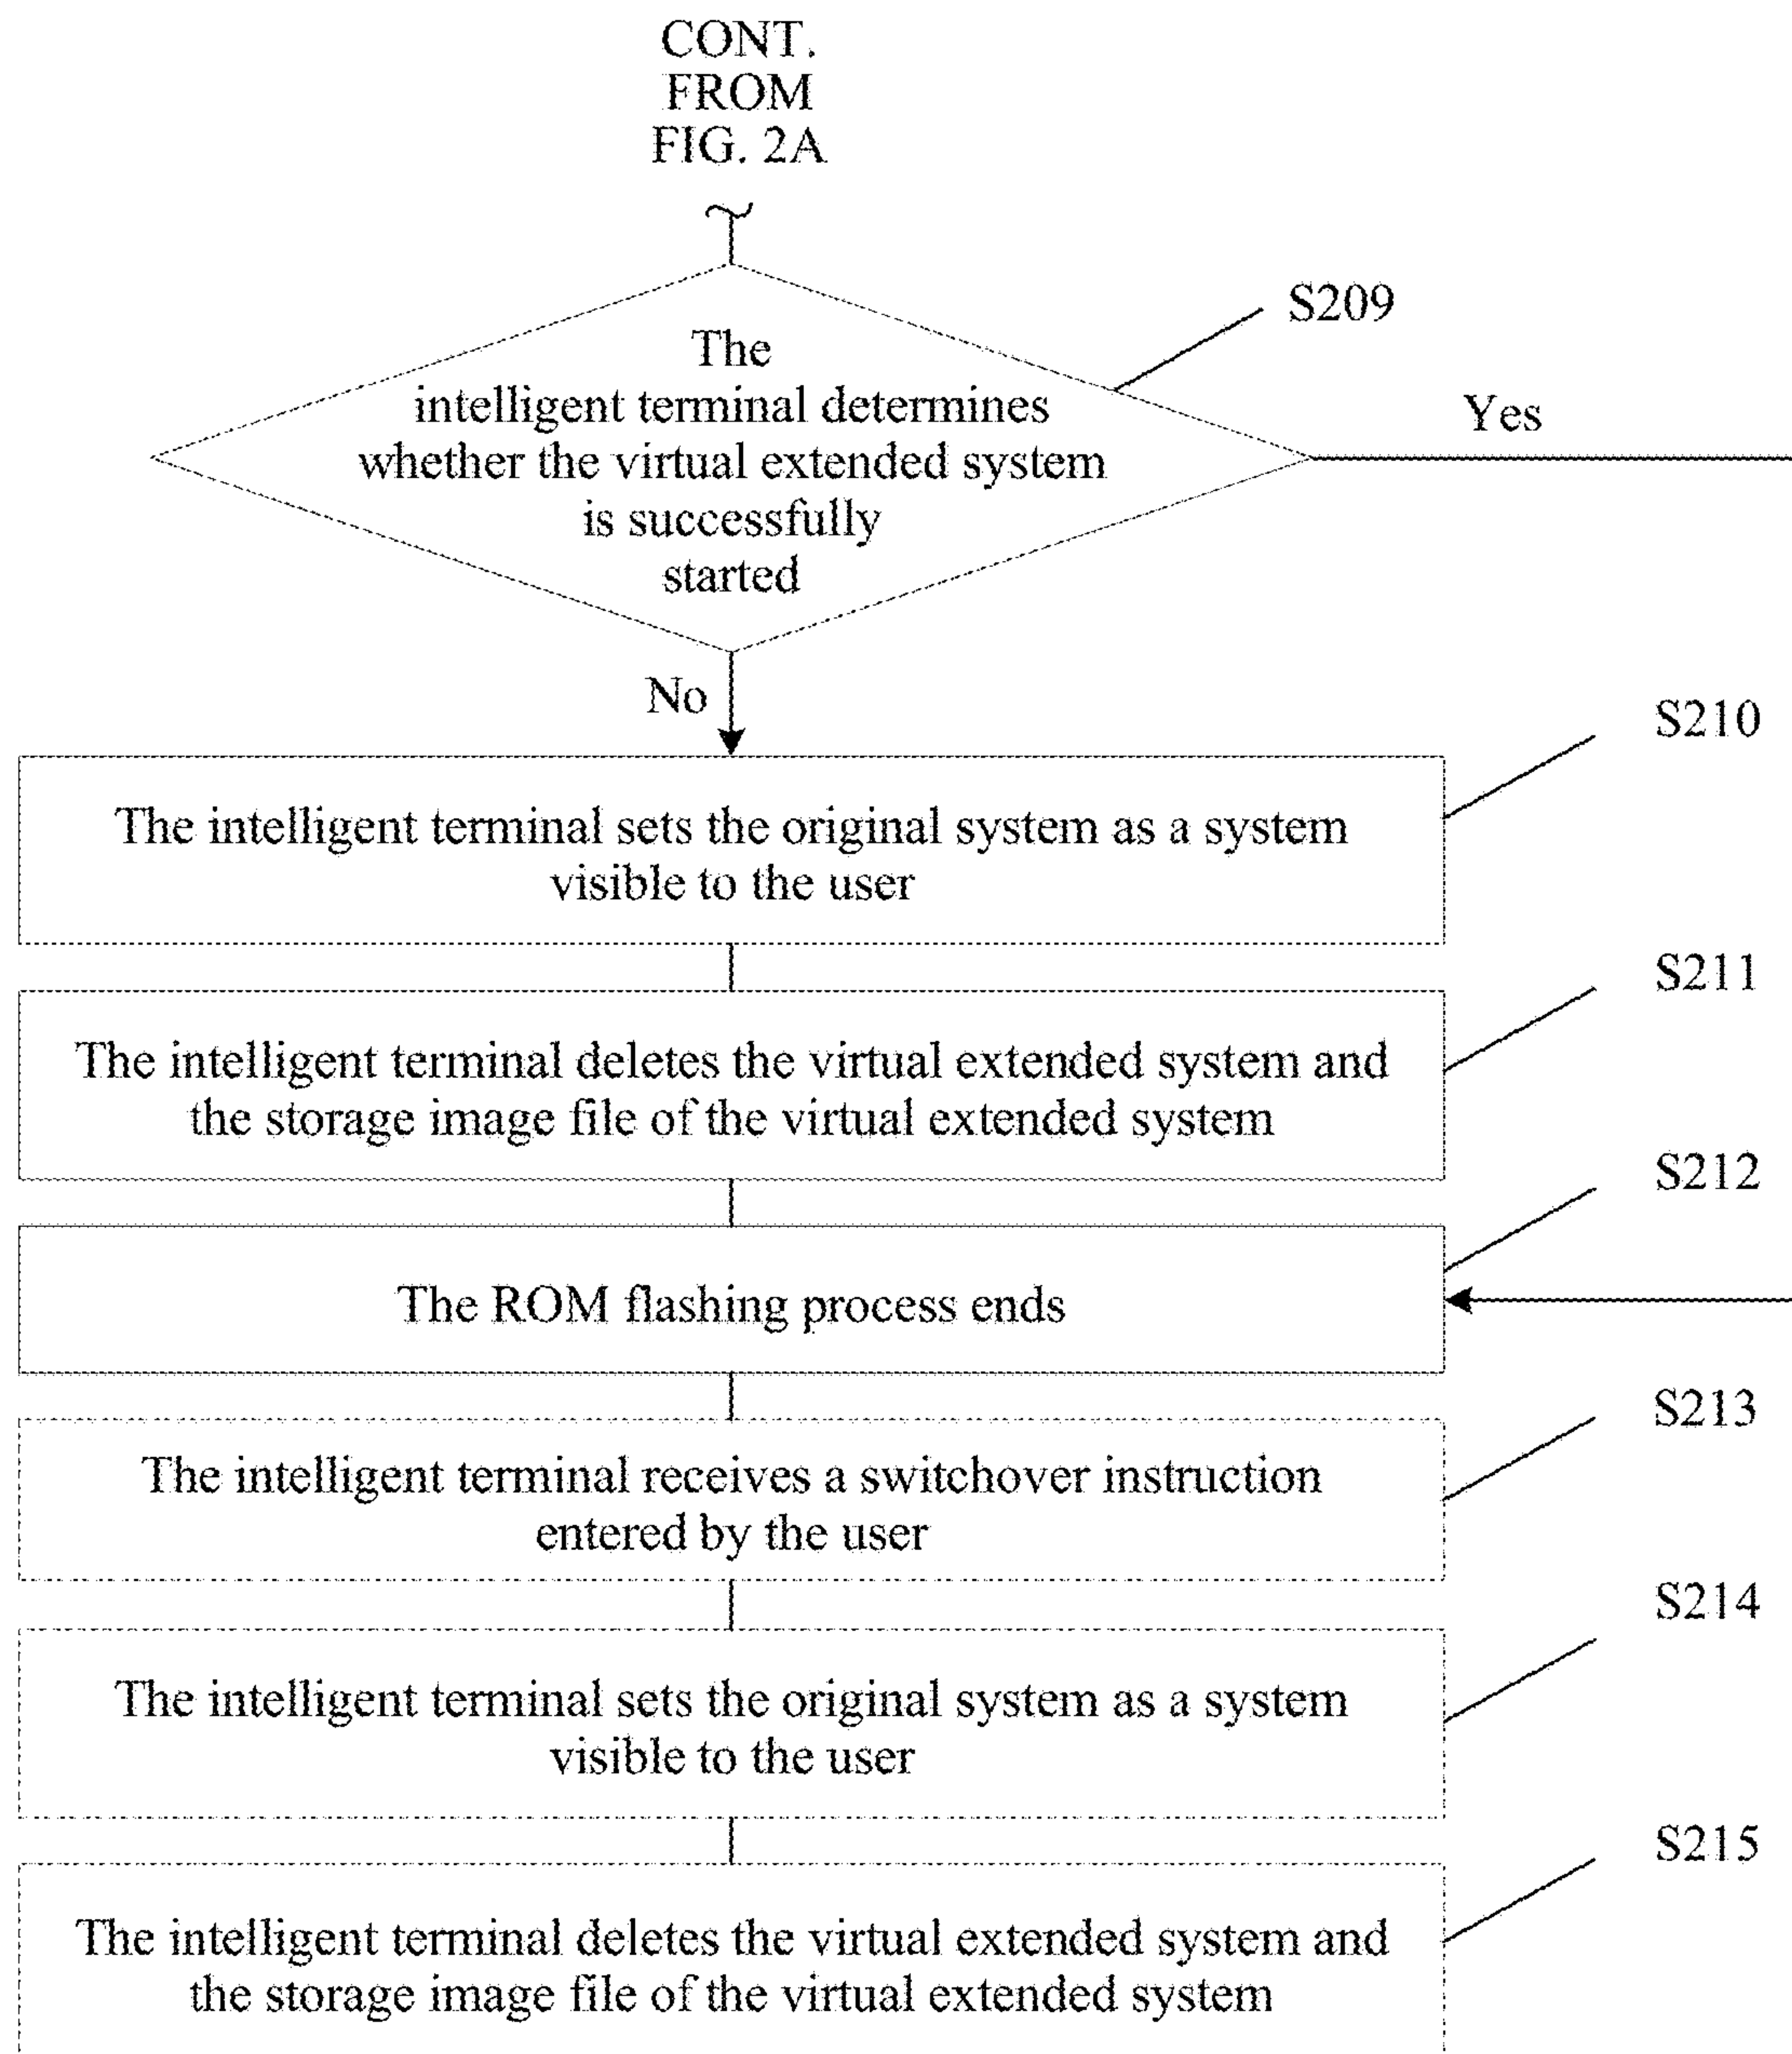 CONT.
FROM
FIG. 2A
S209
The
intelligent terminal determines
whether the virtual extended system
is successfully
started
Yes
No
S210
The intelligent terminal sets the original system as a system
visible to the user
S211
The intelligent terminal deletes the virtual extended system and
the storage image file of the virtual extended system
S212
The ROM flashing process ends
S213
The intelligent terminal receives a switchover instruction
entered by the user
S214
The intelligent terminal sets the original system as a system
visible to the user
S215
The intelligent terminal deletes the virtual extended system and
the storage image file of the virtual extended system